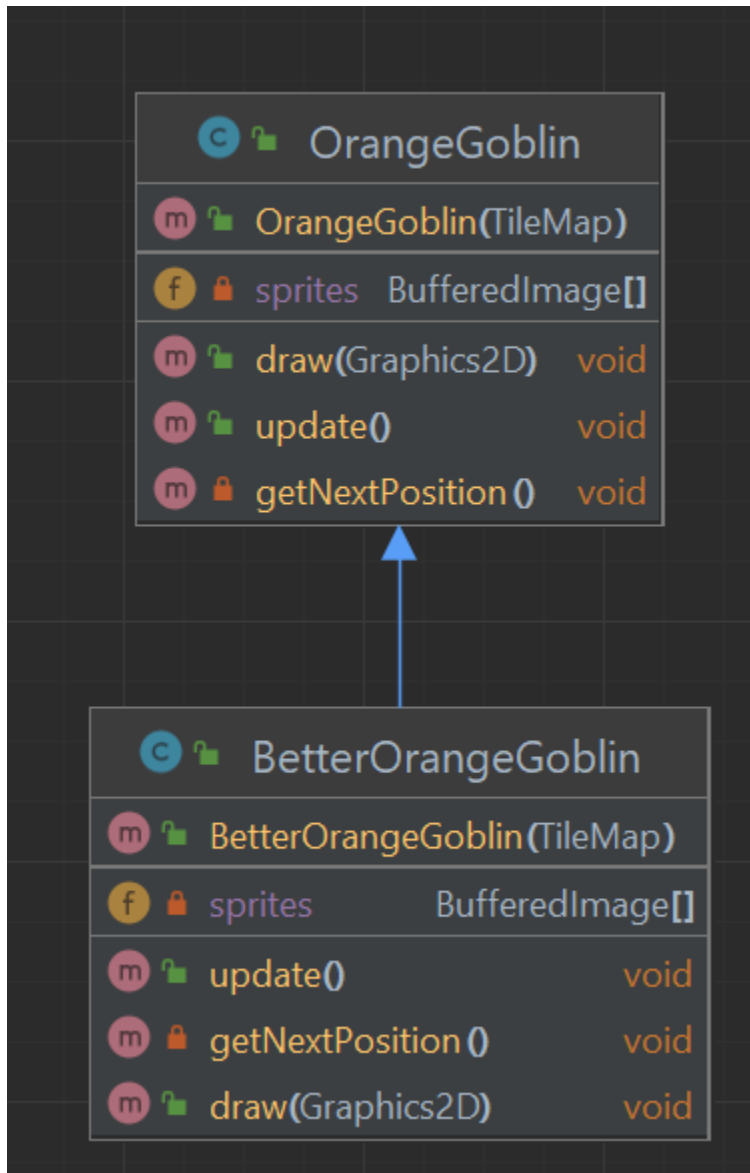 C OrangeGoblin
m OrangeGoblin(TileMap)
f sprites BufferedImage[]
m draw(Graphics2D) void
m update() void
m getNextPosition() void
C BetterOrangeGoblin
m BetterOrangeGoblin(TileMap)
f sprites BufferedImage[]
m update() void
m getNextPosition() void
m draw(Graphics2D) void